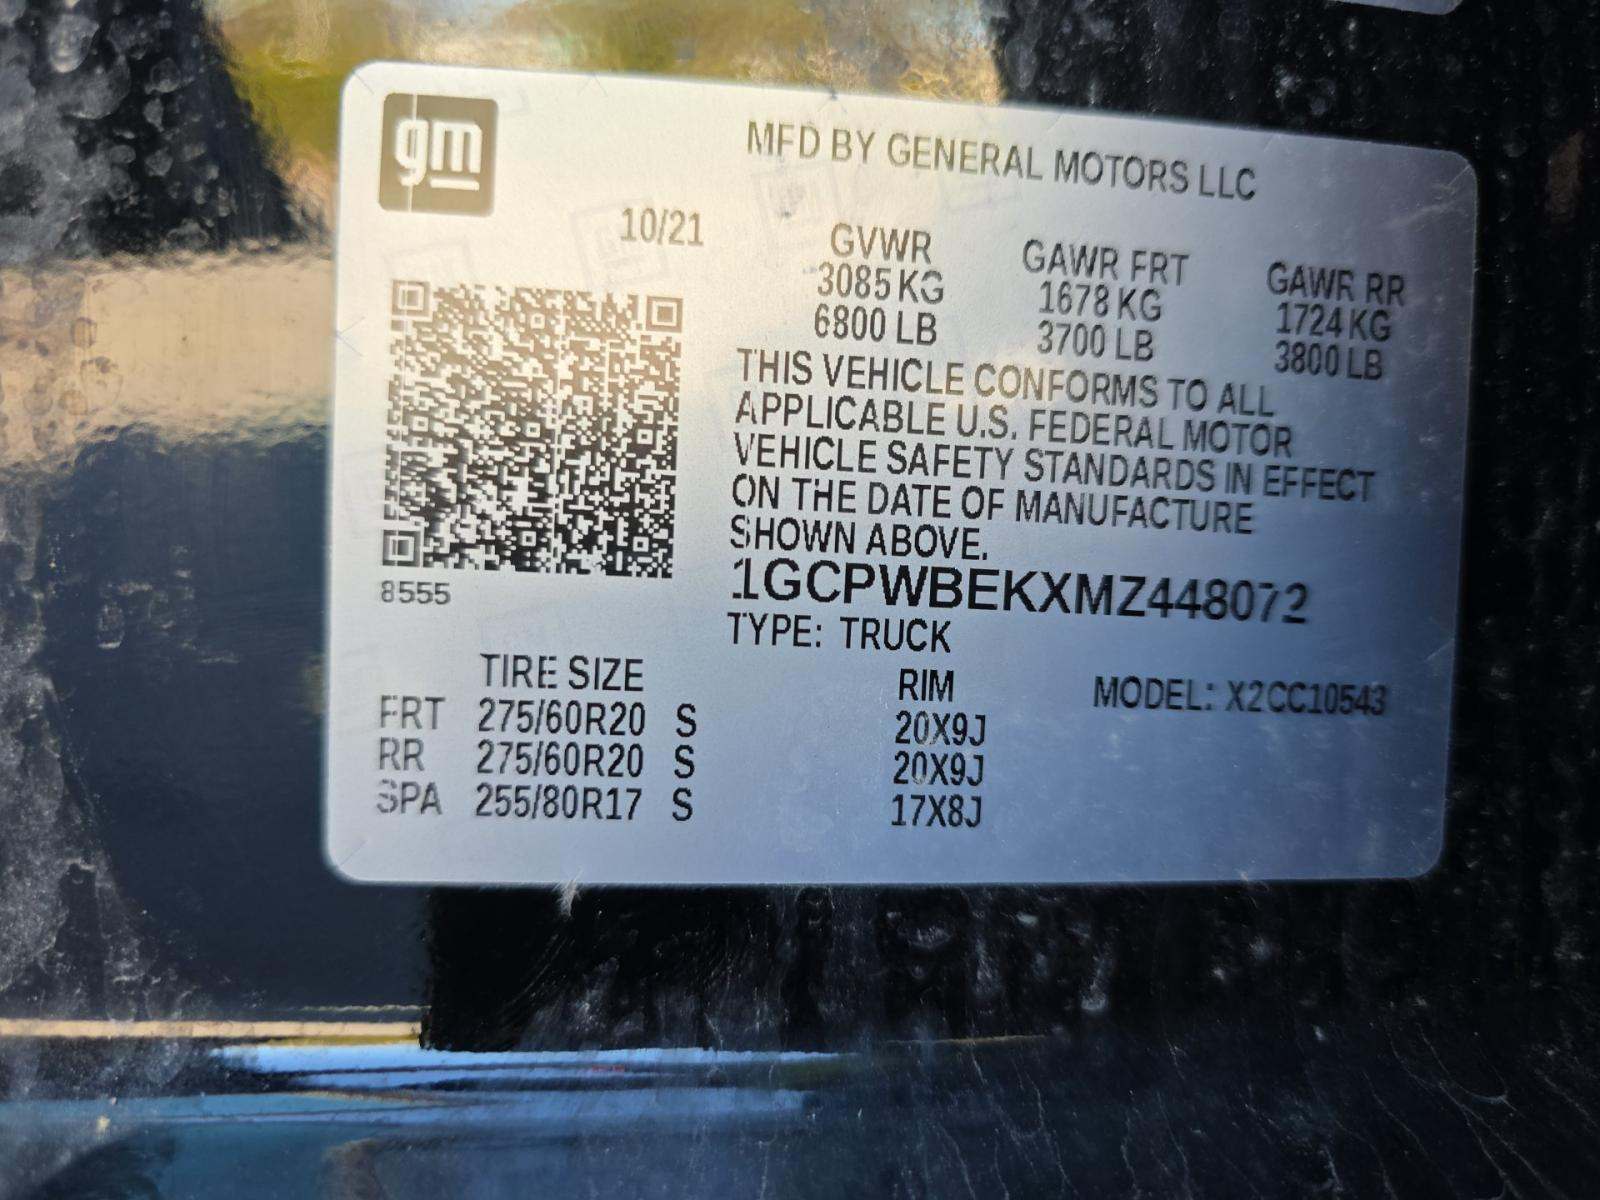 gm
MFD BY GENERAL MOTORS LLC
10/21
GVWR GAWR FRT GAWR RR
3085 KG 1678 KG 1724 KG
6800 LB 3700 LB 3800 LB
THIS VEHICLE CONFORMS TO ALL
APPLICABLE U.S. FEDERAL MOTOR
VEHICLE SAFETY STANDARDS IN EFFECT
ON THE DATE OF MANUFACTURE
SHOWN ABOVE.
8555
1GCPWBEKXMZ448072
TYPE: TRUCK
TIRE SIZE RIM MODEL: X2CC10543
FRT 275/60R20 S 20X9J
RR 275/60R20 S 20X9J
SPA 255/80R17 S 17X8J